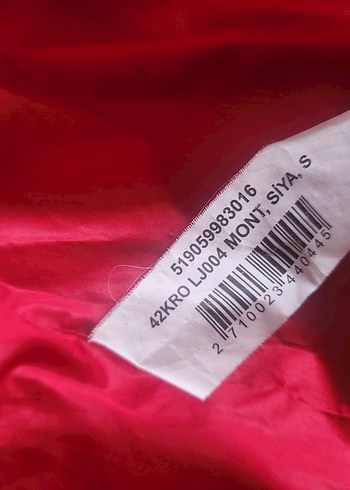 519059983016
42KRO LJ004 MONT, SİYA, S
2710023440445